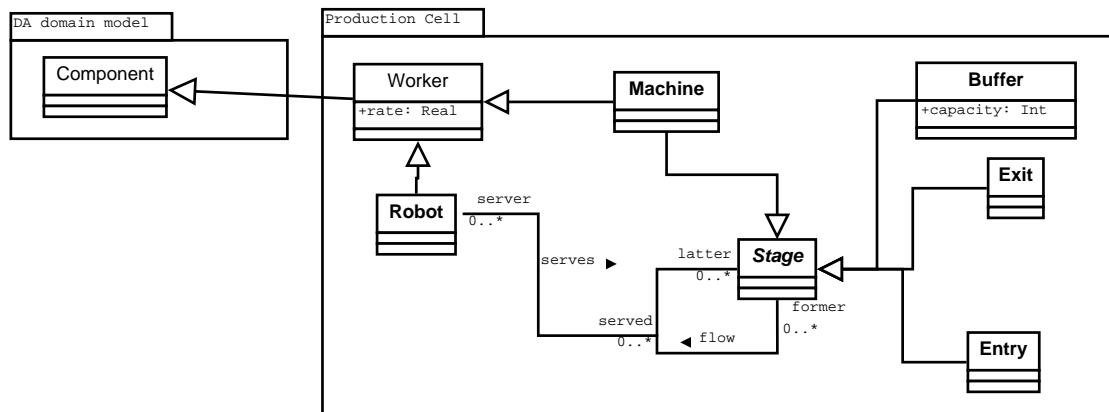 DA domain model
Production Cell
Component
Worker
+rate: Real
Machine
Buffer
+capacity: Int
Exit
Robot
server
0..*
serves ►
latter
0..*
Stage
former
0..*
served
0..*
◄ flow
Entry